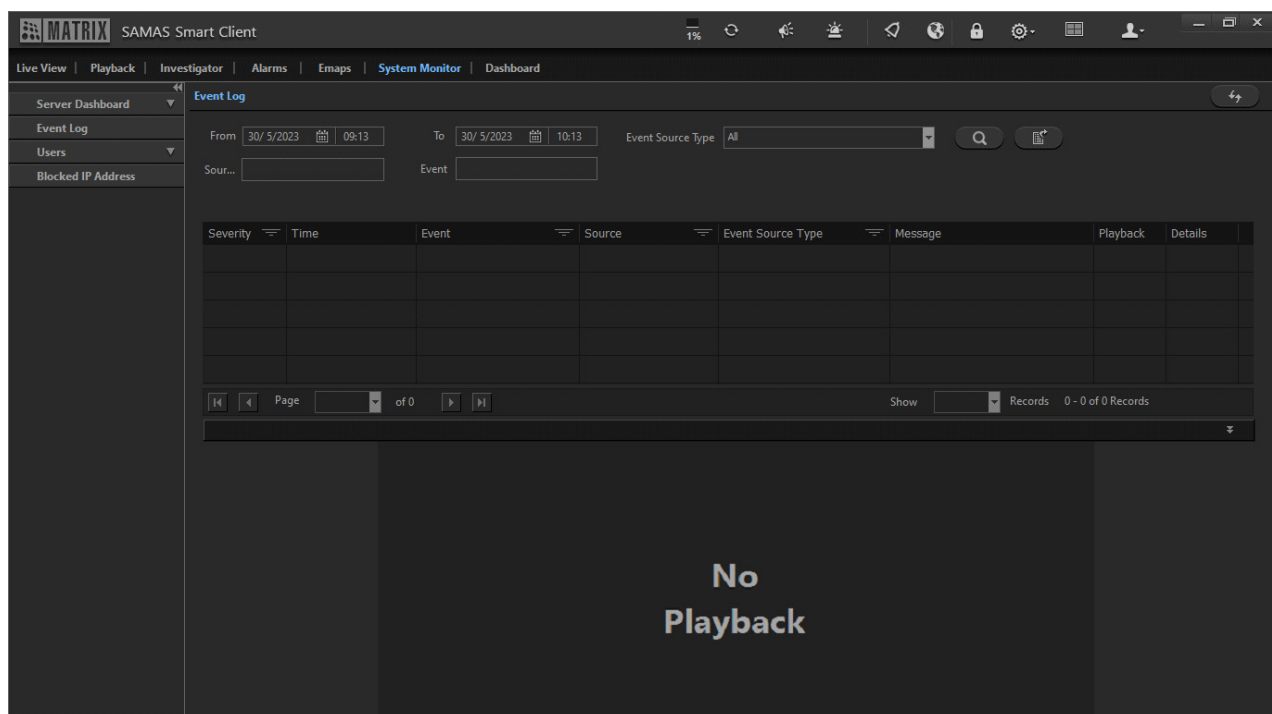 MATRIX SAMAS Smart Client 1%
Live View | Playback | Investigator | Alarms | Emaps | System Monitor | Dashboard
Server Dashboard
Event Log
Users
Blocked IP Address
Event Log
From 30/ 5/2023 09:13 To 30/ 5/2023 10:13 Event Source Type All
Sour... Event
Severity Time Event Source Event Source Type Message Playback Details
Page of 0 Show Records 0 - 0 of 0 Records
No
Playback